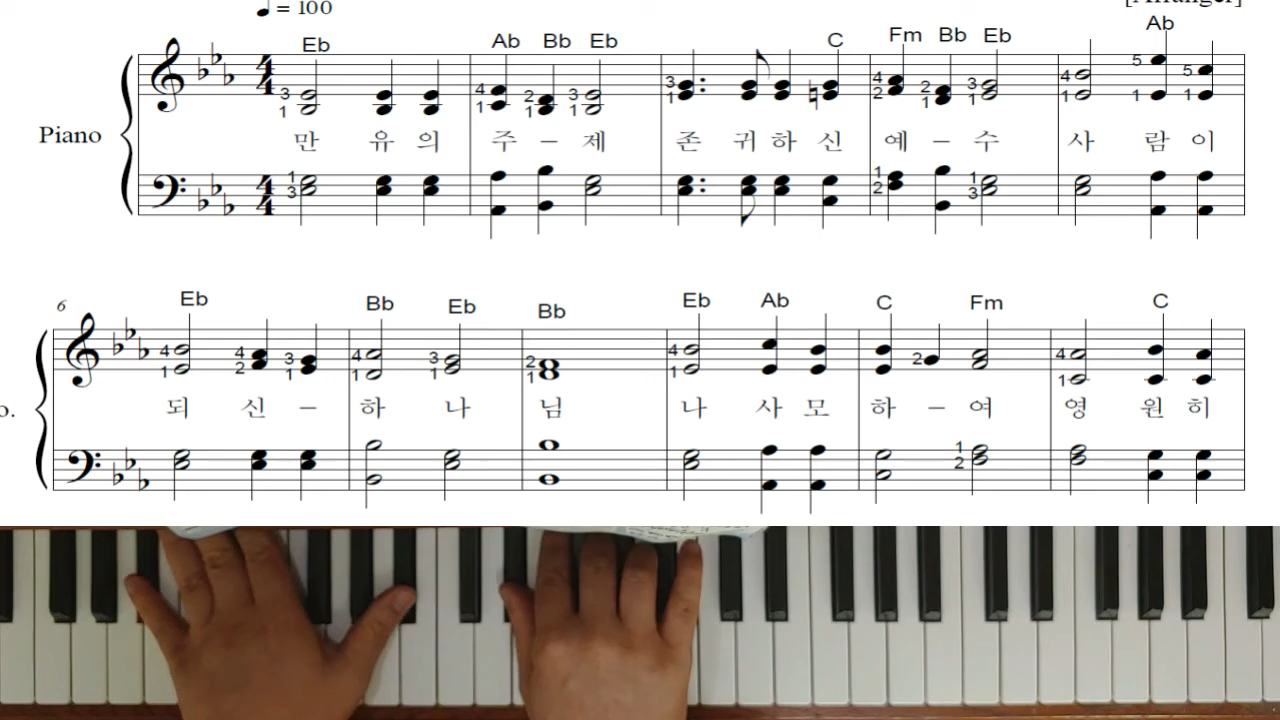 [Arranger]
= 100
Eb Ab Bb Eb C Fm Bb Eb Ab
Piano
만 유 의 주 – 제 존 귀 하 신 예 – 수 사 람 이
6
Eb Bb Eb Bb Eb Ab C Fm C
되 신 – 하 나 님 나 사 모 하 – 여 영 원 히